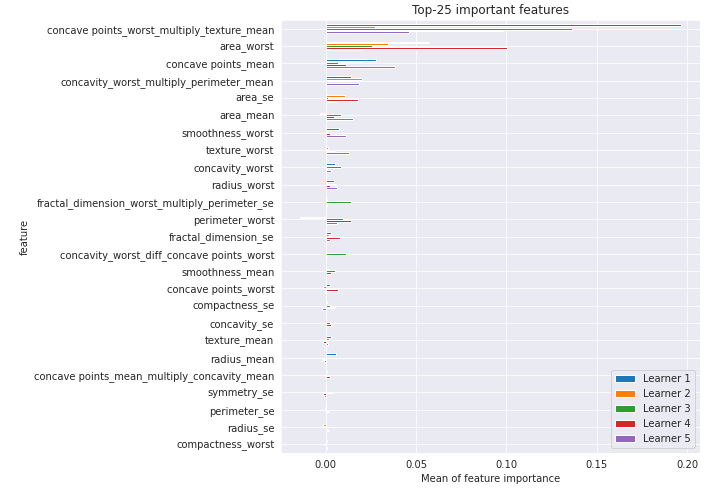 Top-25 important features
concave points_worst_multiply_texture_mean
area_worst
concave points_mean
concavity_worst_multiply_perimeter_mean
area_se
area_mean
smoothness_worst
texture_worst
concavity_worst
radius_worst
fractal_dimension_worst_multiply_perimeter_se
perimeter_worst
fractal_dimension_se
concavity_worst_diff_concave points_worst
smoothness_mean
concave points_worst
compactness_se
concavity_se
texture_mean
radius_mean
concave points_mean_multiply_concavity_mean
symmetry_se
perimeter_se
radius_se
compactness_worst
feature
Learner 1
Learner 2
Learner 3
Learner 4
Learner 5
0.00 0.05 0.10 0.15 0.20
Mean of feature importance